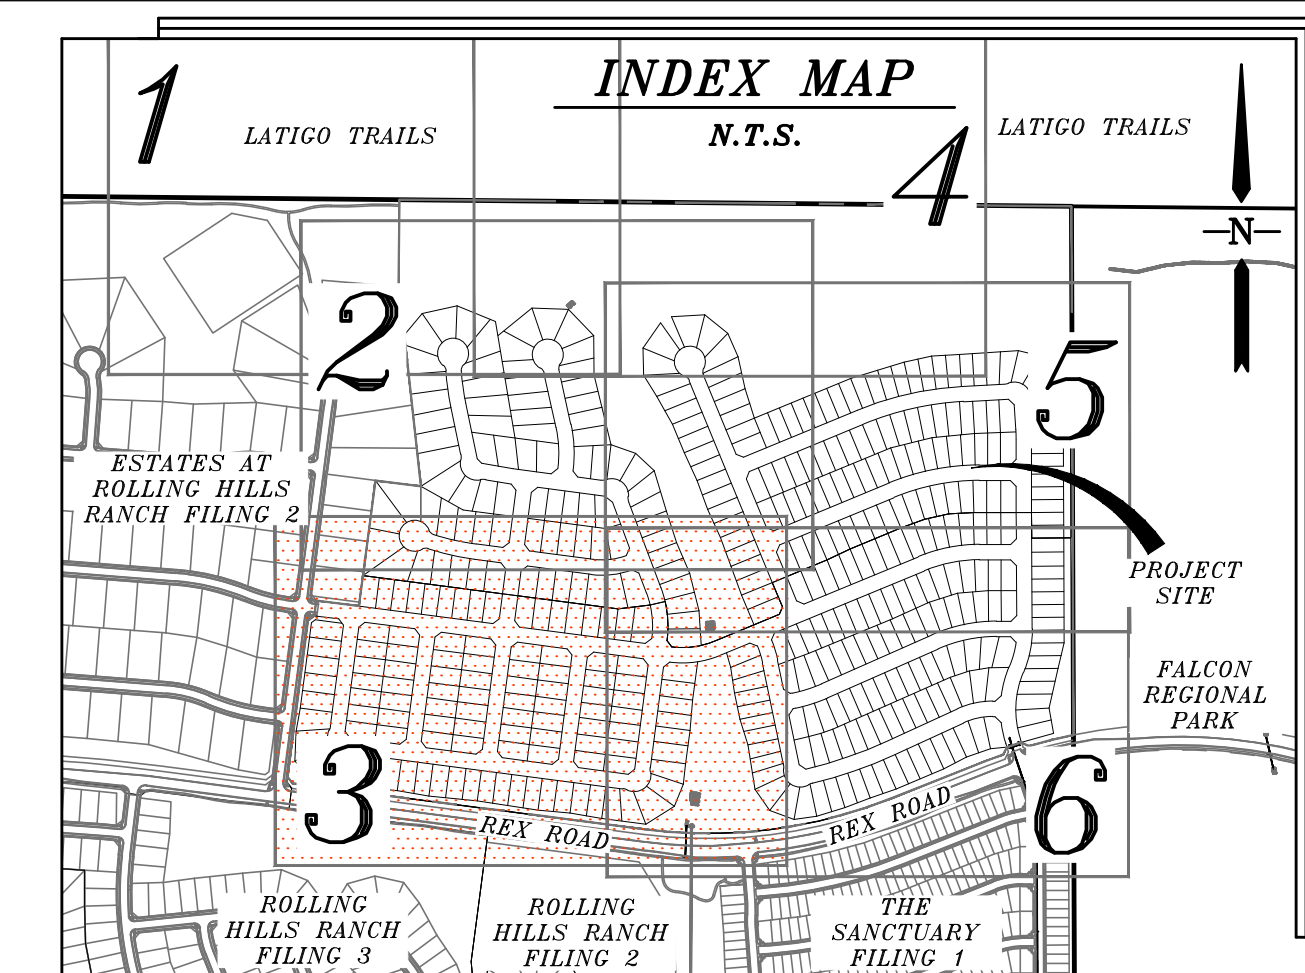 INDEX MAP
N.T.S.
1
LATIGO TRAILS
4
LATIGO TRAILS
N
2
5
ESTATES AT
ROLLING HILLS
RANCH FILING 2
PROJECT
SITE
FALCON
REGIONAL
PARK
3
6
REX ROAD
REX ROAD
ROLLING
HILLS RANCH
FILING 3
ROLLING
HILLS RANCH
FILING 2
THE
SANCTUARY
FILING 1